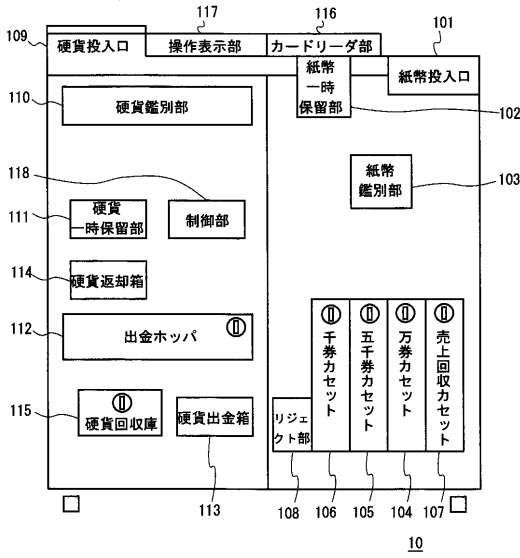 117
116
101
109
硬貨投入口
操作表示部
カードリーダ部
紙幣
一時
保留部
紙幣投入口
110
硬貨鑑別部
102
118
紙幣
鑑別部
103
111
硬貨
一時保留部
制御部
114
硬貨返却箱
112
出金ホッパ
千券カセット
五千券カセット
万券カセット
売上回収カセット
115
硬貨回収庫
硬貨出金箱
リジェ
クト部
113
108
106
105
104
107
10